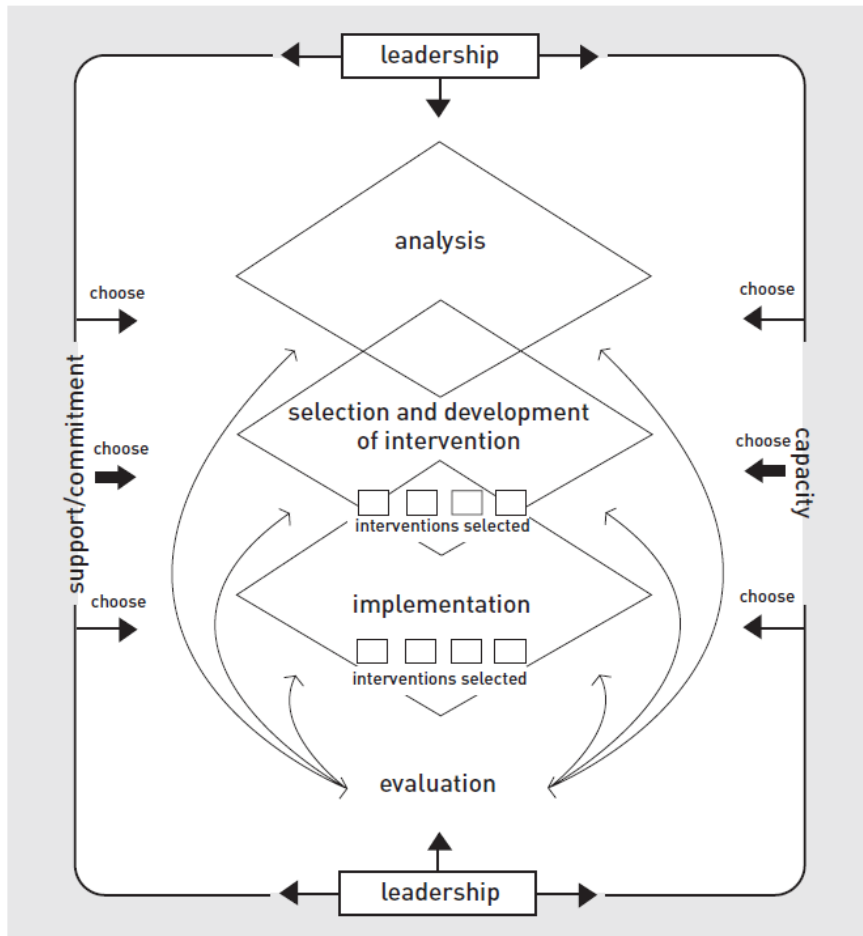 leadership
analysis
choose
choose
support/commitment
selection and development
of intervention
choose
choose
capacity
interventions selected
choose
implementation
choose
interventions selected
evaluation
leadership